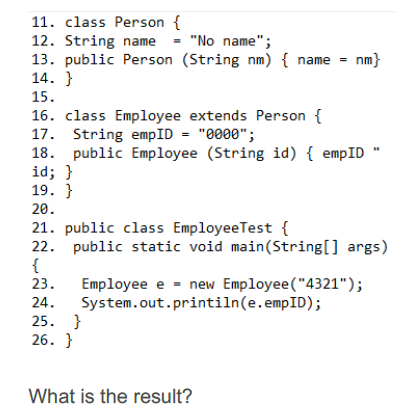 11. class Person {
12. String name = "No name";
13. public Person (String nm) { name = nm}
14. }
15.
16. class Employee extends Person {
17. String empID = "0000";
18. public Employee (String id) { empID "
id; }
19. }
20.
21. public class EmployeeTest {
22. public static void main(String[] args)
{
23. Employee e = new Employee("4321");
24. System.out.printiln(e.empID);
25. }
26. }
What is the result?